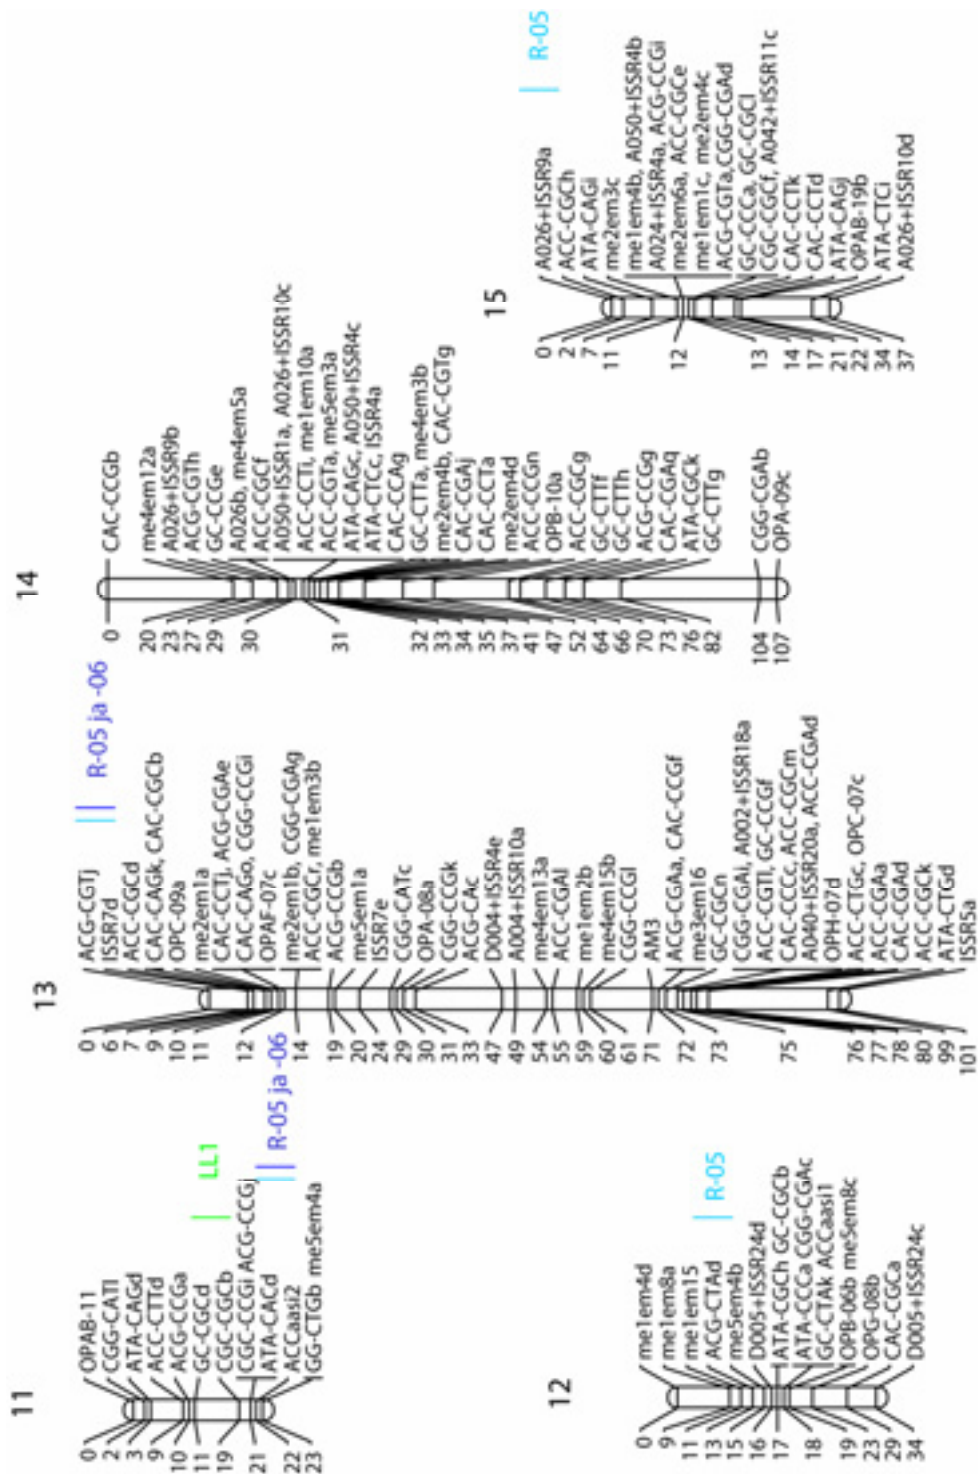 11
0
2
3
9
10
11
19
21
22
23
OPAB-11
CGG-CATl
ATA-CAGd
ACC-CTTd
ACG-CCGa
GC-CGCd
CGC-CGCb
CGC-CCGi ACG-CCGj
ATA-CACd
ACCaasi2
GG-CTGb me5em4a
LL1
R-05 ja -06
12
0
9
11
13
15
16
17
18
19
23
29
34
me1em4d
me1em8a
me1em15
ACG-CTAd
me5em4b
D005+ISSR24d
ATA-CGCh GC-CGCb
ATA-CCCa CGG-CGAc
GC-CTAk ACCaasi1
OPB-06b me5em8c
OPG-08b
CAC-CGCa
D005+ISSR24c
R-05
13
0
6
7
9
10
11
12
14
19
20
24
29
30
31
33
47
49
54
55
59
60
61
71
72
73
75
76
77
78
80
99
101
ACG-CGTj
ISSR7d
ACC-CGCd
CAC-CAGk, CAC-CGCb
OPC-09a
me2em1a
CAC-CCTj, ACG-CGAe
CAC-CAGo, CGG-CCGi
OPAF-07c
me2em1b, CGG-CGAg
ACC-CGCr, me1em3b
ACG-CCGb
me5em1a
ISSR7e
CGG-CATc
OPA-08a
CGG-CCGk
ACG-CAc
D004+ISSR4e
A004+ISSR10a
me4em13a
ACC-CGAl
me1em2b
me4em15b
CGG-CCGl
AM3
ACG-CGAa, CAC-CCGf
me3em16
GC-CGCn
CGG-CGAi, A002+ISSR18a
ACC-CGTl, GC-CCGf
CAC-CCCc, ACC-CGCm
A040+ISSR20a, ACC-CGAd
OPH-07d
ACC-CTGc, OPC-07c
ACC-CGAa
CAC-CGAd
ACC-CGCk
ATA-CTGd
ISSR5a
R-05 ja -06
14
0
20
23
27
29
30
31
32
33
34
35
37
41
47
52
64
66
70
73
76
82
104
107
CAC-CCGb
me4em12a
A026+ISSR9b
ACG-CGTh
GC-CCGe
A026b, me4em5a
ACC-CGCf
A050+ISSR1a, A026+ISSR10c
ACC-CCTi, me1em10a
ACC-CGTa, me5em3a
ATA-CAGc, A050+ISSR4c
ATA-CTCc, ISSR4a
CAC-CCAg
GC-CTTa, me4em3b
me2em4b, CAC-CGTg
CAC-CGAj
CAC-CCTa
me2em4d
ACC-CCGn
OPB-10a
ACC-CGCg
GC-CTTf
GC-CTTh
ACG-CCGg
CAC-CGAq
ATA-CGCk
GC-CTTg
CGG-CGAb
OPA-09c
15
0
2
7
11
12
13
14
17
21
22
34
37
A026+ISSR9a
ACC-CGCh
ATA-CAGi
me2em3c
me1em4b, A050+ISSR4b
A024+ISSR4a, ACG-CCGi
me2em6a, ACC-CGCe
me1em1c, me2em4c
ACG-CGTa,CGG-CGAd
GC-CCCa, GC-CGCl
CGC-CGCf, A042+ISSR11c
CAC-CCTk
CAC-CCTd
ATA-CAGj
OPAB-19b
ATA-CTCi
A026+ISSR10d
R-05